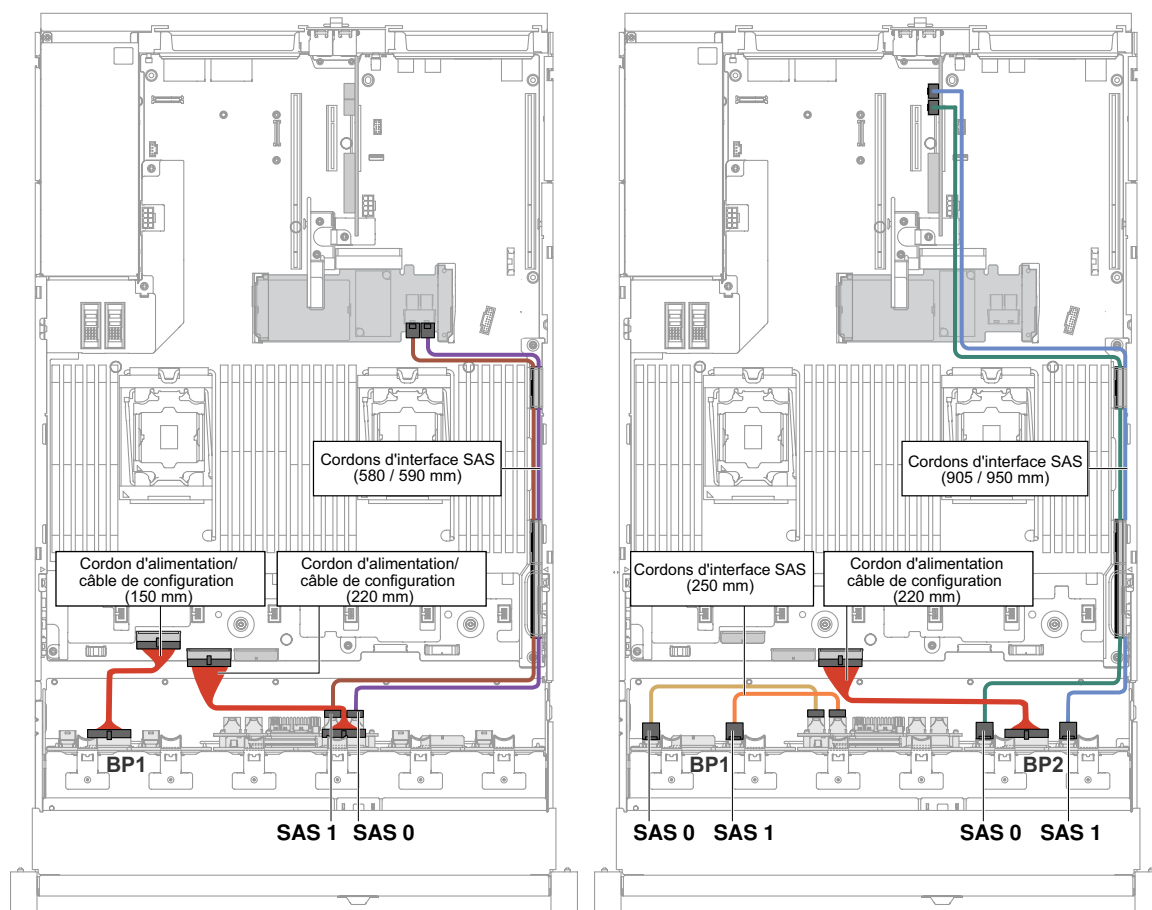 Cordons d'interface SAS
(580 / 590 mm)
Cordon d'alimentation/
câble de configuration
(150 mm)
Cordon d'alimentation/
câble de configuration
(220 mm)
BP1
SAS 1
SAS 0
Cordons d'interface SAS
(905 / 950 mm)
Cordons d'interface SAS
(250 mm)
Cordon d'alimentation
câble de configuration
(220 mm)
BP1
BP2
SAS 0
SAS 1
SAS 0
SAS 1